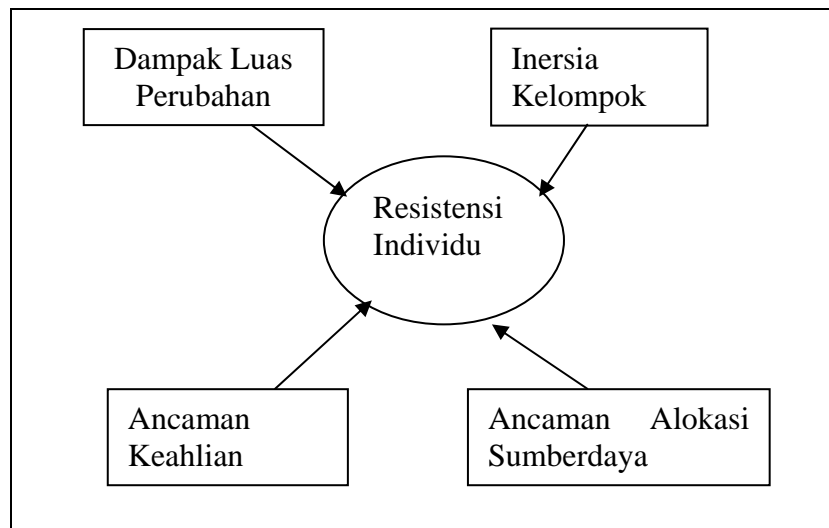 Dampak Luas
Perubahan
Inersia
Kelompok
Resistensi
Individu
Ancaman
Keahlian
Ancaman Alokasi
Sumberdaya